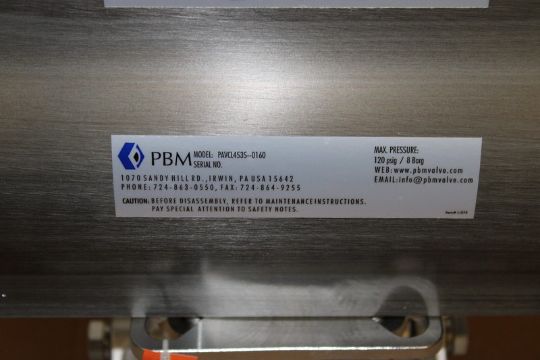 PBM MODEL: PAVCL4S3S--0160
SERIAL NO.
1070 SANDY HILL RD., IRWIN, PA USA 15642
PHONE: 724-863-0550, FAX: 724-864-9255
CAUTION: BEFORE DISASSEMBLY, REFER TO MAINTENANCE INSTRUCTIONS.
PAY SPECIAL ATTENTION TO SAFETY NOTES.
MAX. PRESSURE:
120 psig / 8 Barg
WEB: www.pbmvalve.com
EMAIL: info@pbmvalve.com